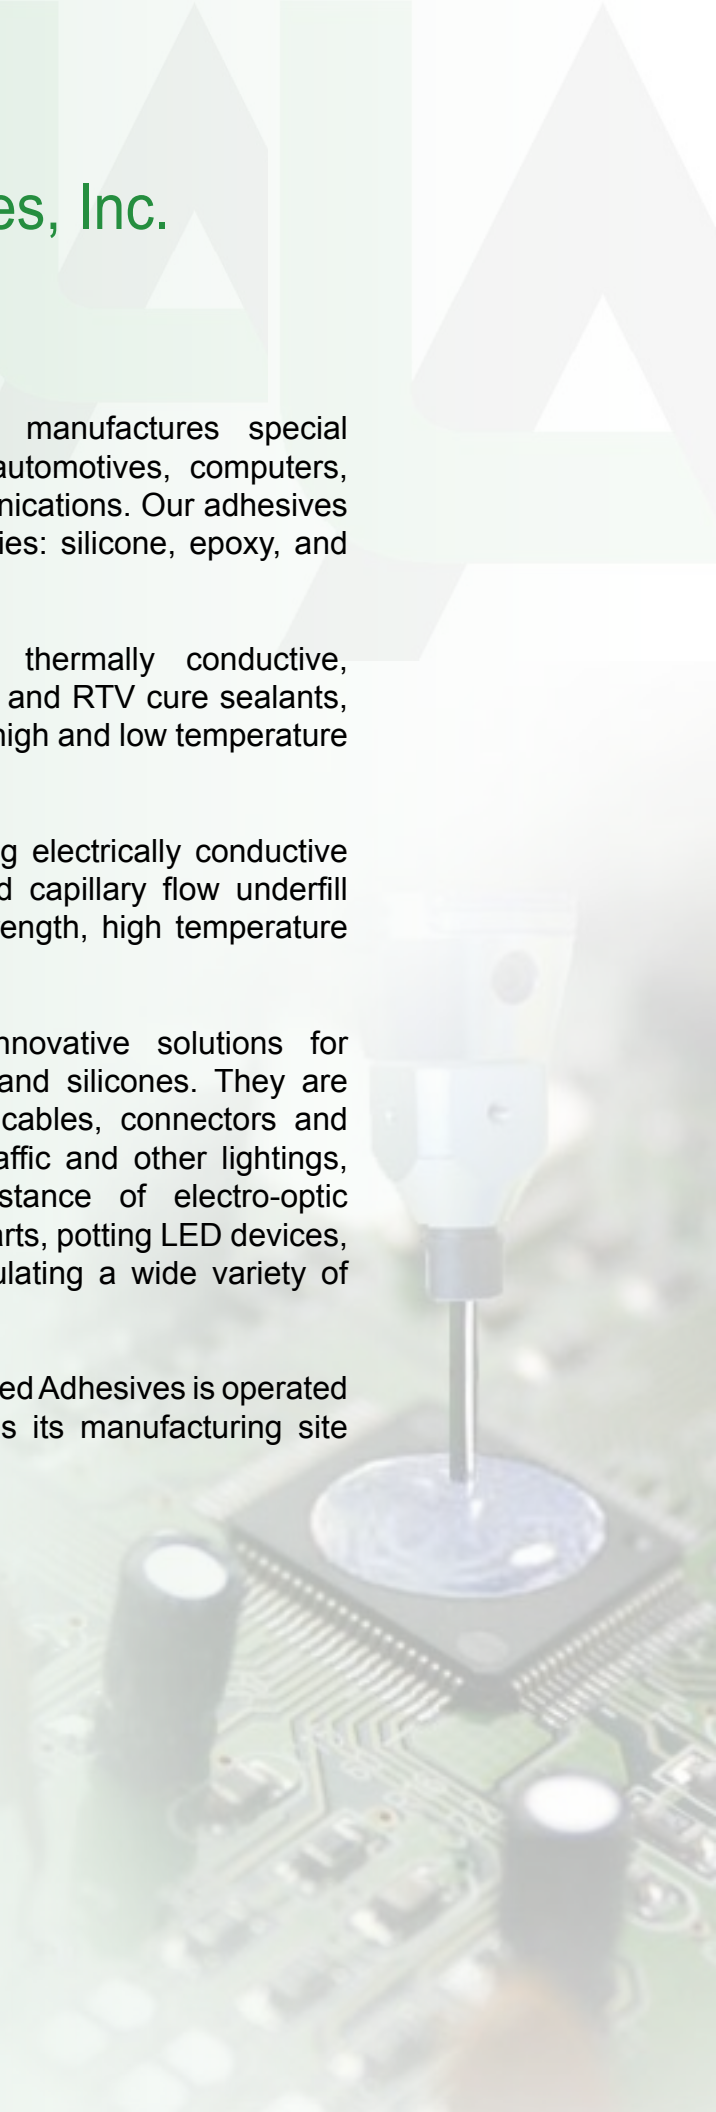 es, Inc.
manufactures special
automotives, computers,
nications. Our adhesives
ies: silicone, epoxy, and
thermally conductive,
and RTV cure sealants,
high and low temperature
g electrically conductive
d capillary flow underfill
rength, high temperature
nnovative solutions for
and silicones. They are
cables, connectors and
affic and other lightings,
stance of electro-optic
arts, potting LED devices,
ulating a wide variety of
ed Adhesives is operated
s its manufacturing site